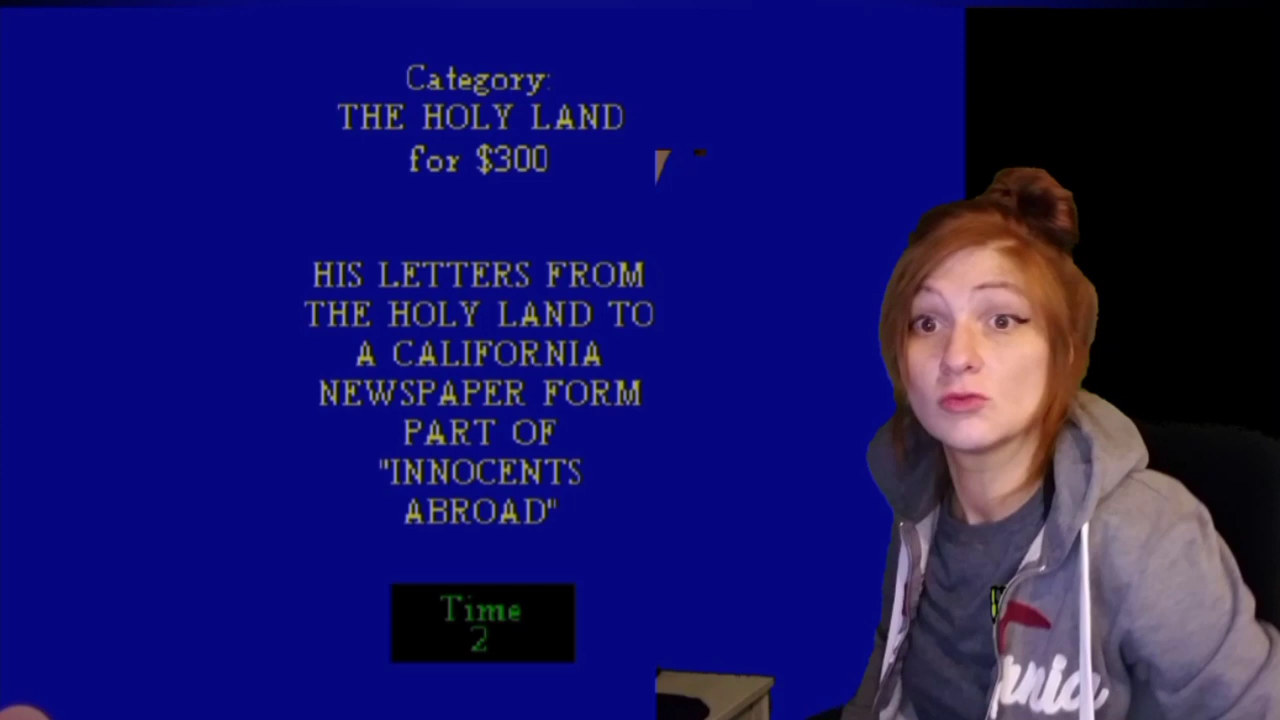 Category:
THE HOLY LAND
for $300
HIS LETTERS FROM
THE HOLY LAND TO
A CALIFORNIA
NEWSPAPER FORM
PART OF
"INNOCENTS
ABROAD"
Time
2